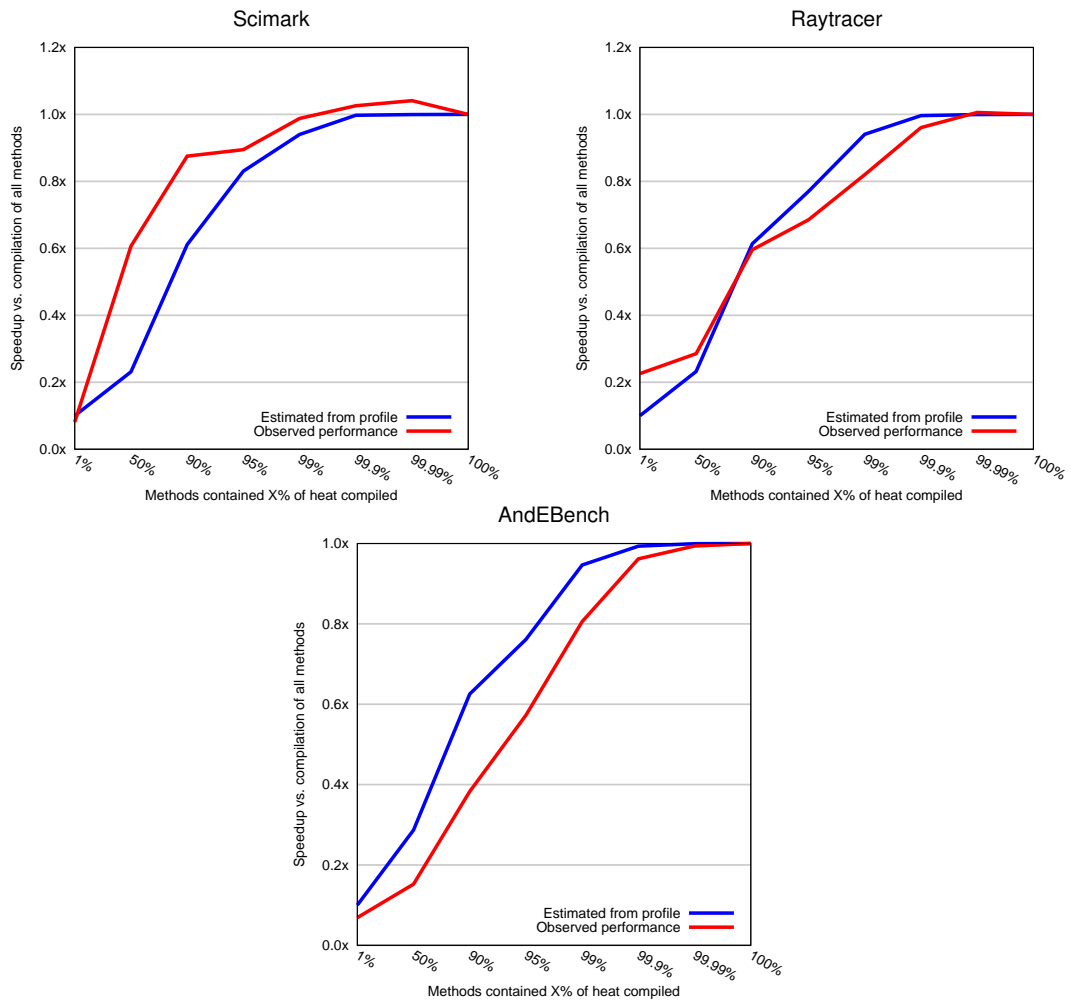 Scimark
1.2x
1.0x
0.8x
0.6x
0.4x
0.2x
0.0x
Speedup vs. compilation of all methods
Estimated from profile
Observed performance
1% 50% 90% 95% 99% 99.9% 99.99% 100%
Methods contained X% of heat compiled
Raytracer
1.2x
1.0x
0.8x
0.6x
0.4x
0.2x
0.0x
Speedup vs. compilation of all methods
Estimated from profile
Observed performance
1% 50% 90% 95% 99% 99.9% 99.99% 100%
Methods contained X% of heat compiled
AndEBench
1.0x
0.8x
0.6x
0.4x
0.2x
0.0x
Speedup vs. compilation of all methods
Estimated from profile
Observed performance
1% 50% 90% 95% 99% 99.9% 99.99% 100%
Methods contained X% of heat compiled